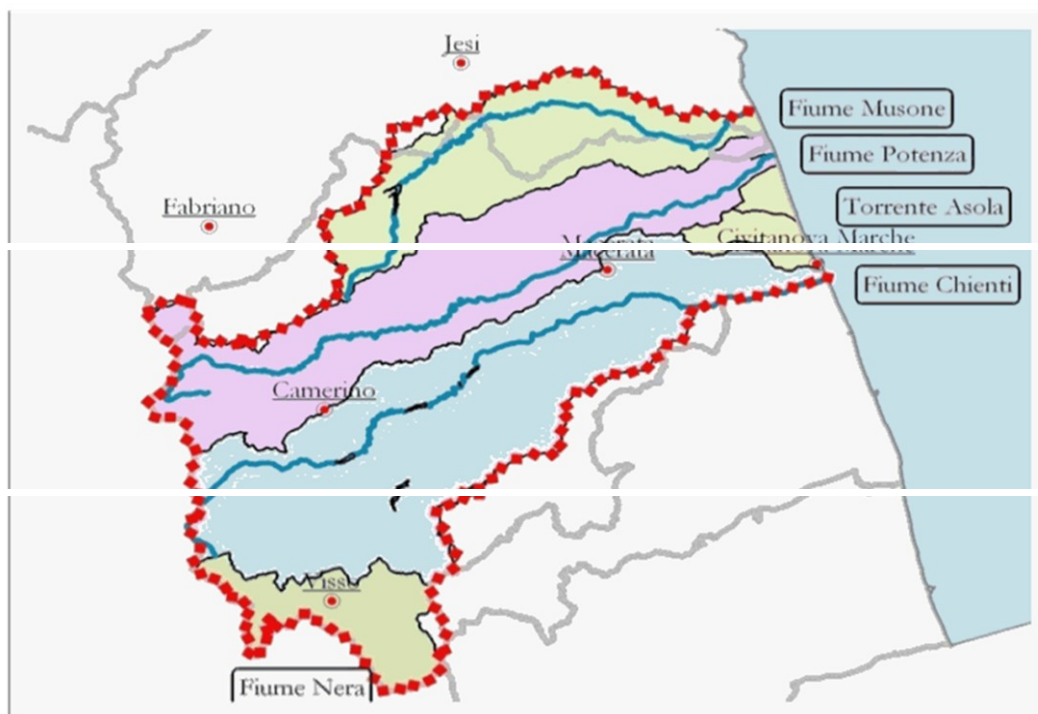 Jesi
Fiume Musone
Fiume Potenza
Fabriano
Torrente Asola
Civitanova Marche
Macerata
Fiume Chienti
Camerino
Visso
Fiume Nera